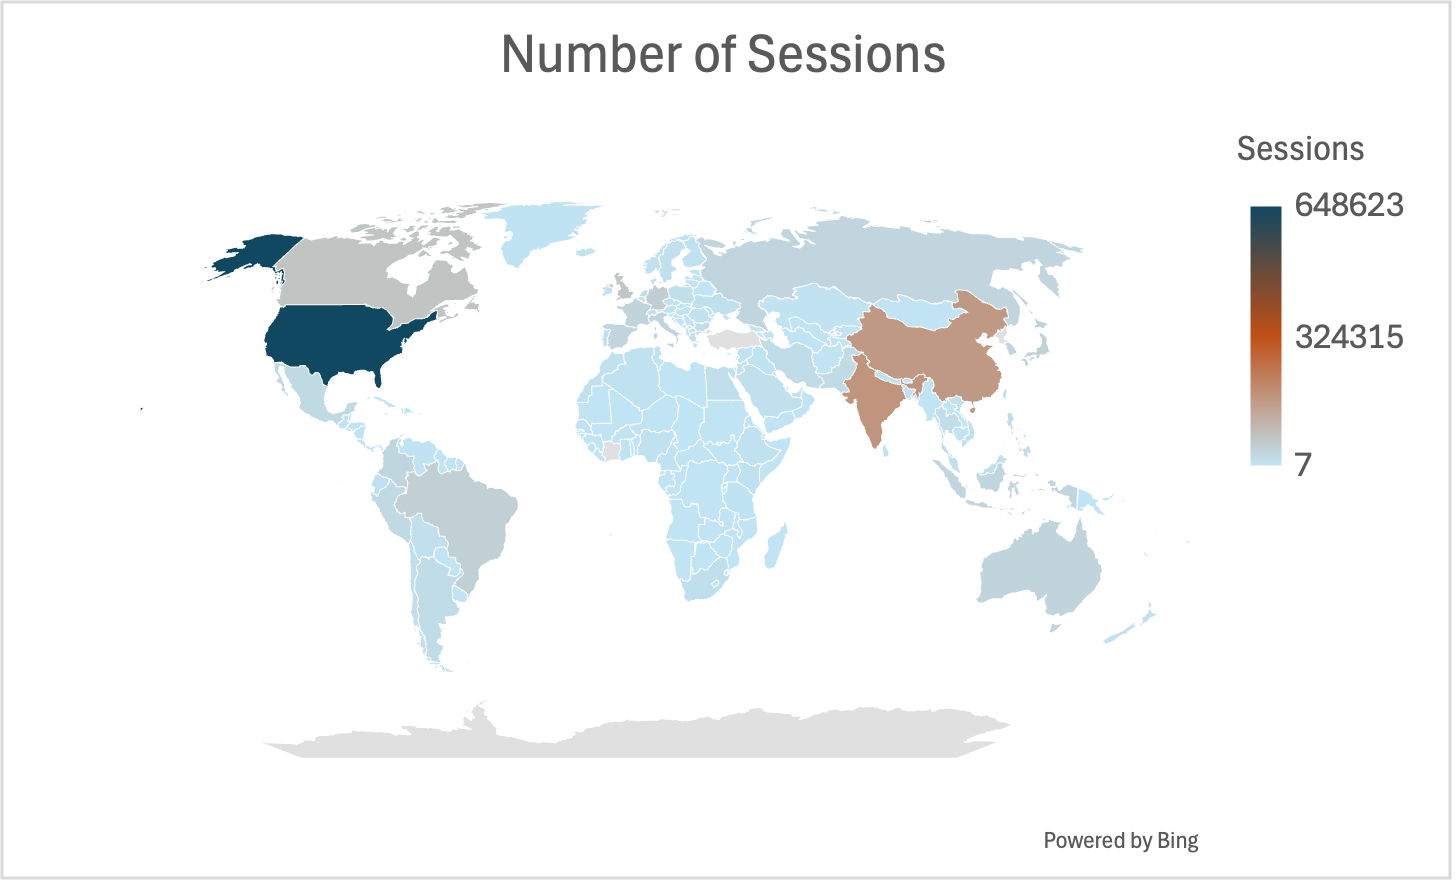 Number of Sessions
Sessions
648623
324315
7
Powered by Bing